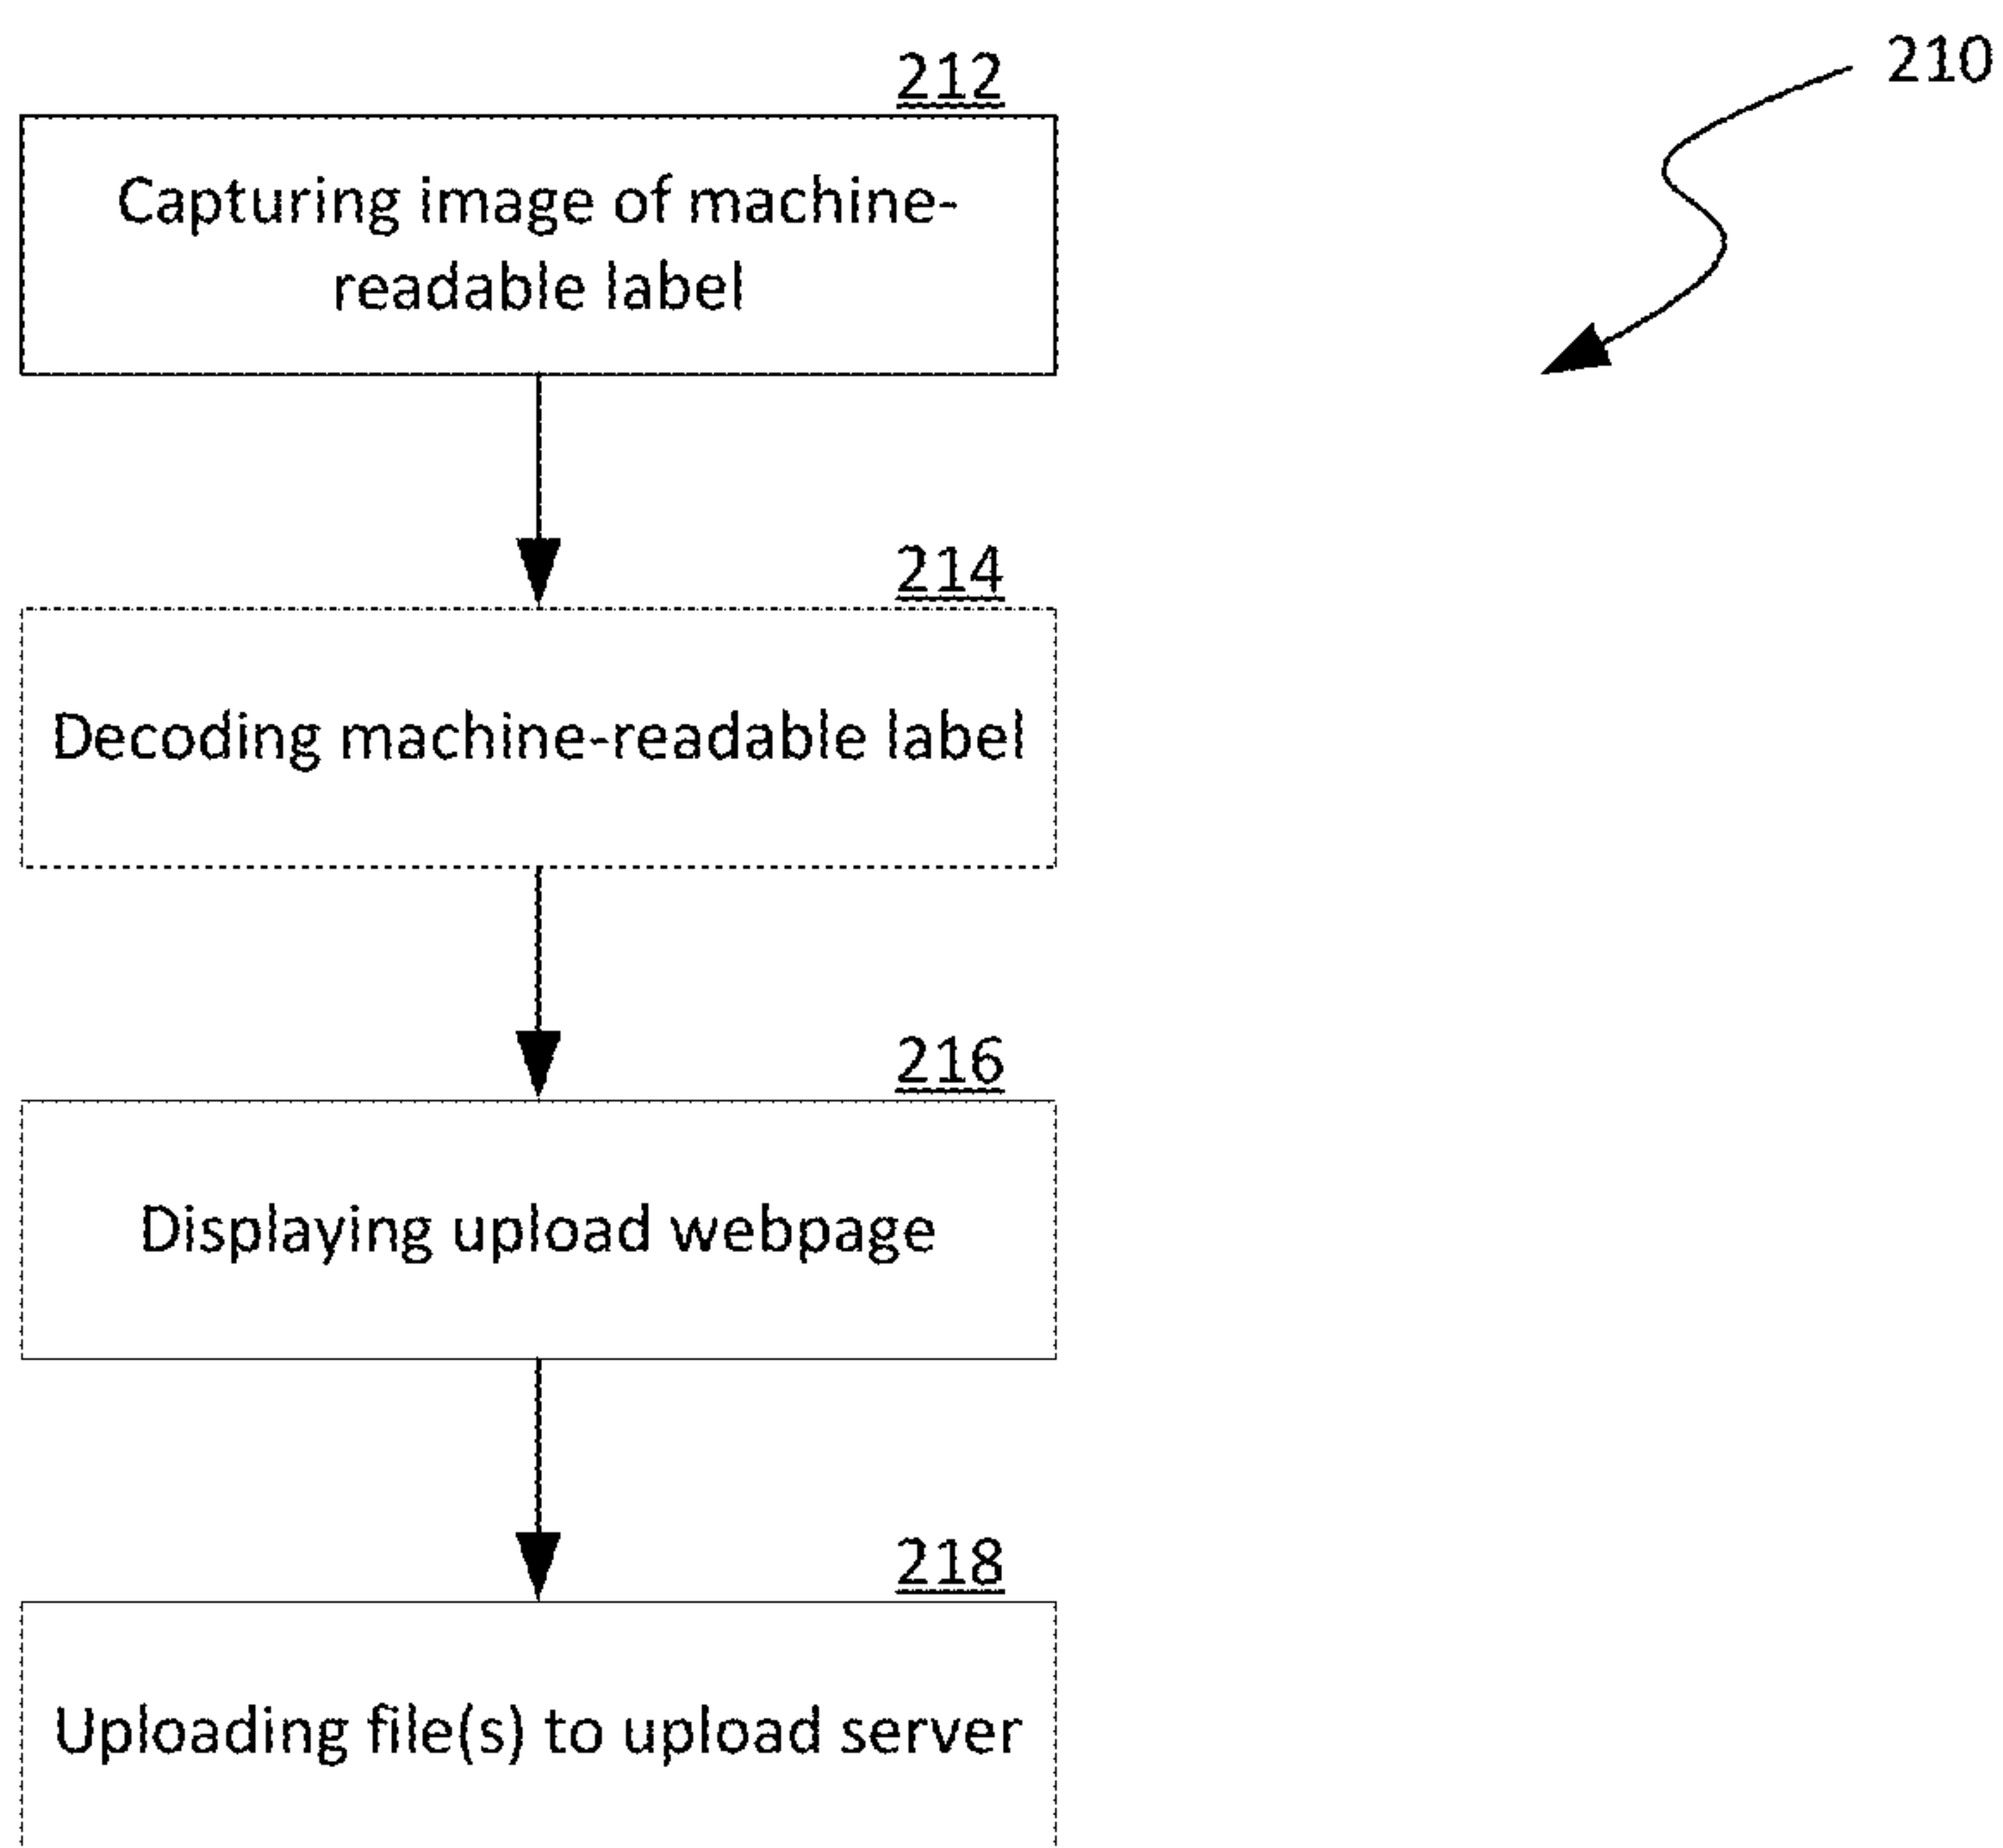 210
212
Capturing image of machine-
readable label
214
Decoding machine-readable label
216
Displaying upload webpage
218
Uploading file(s) to upload server